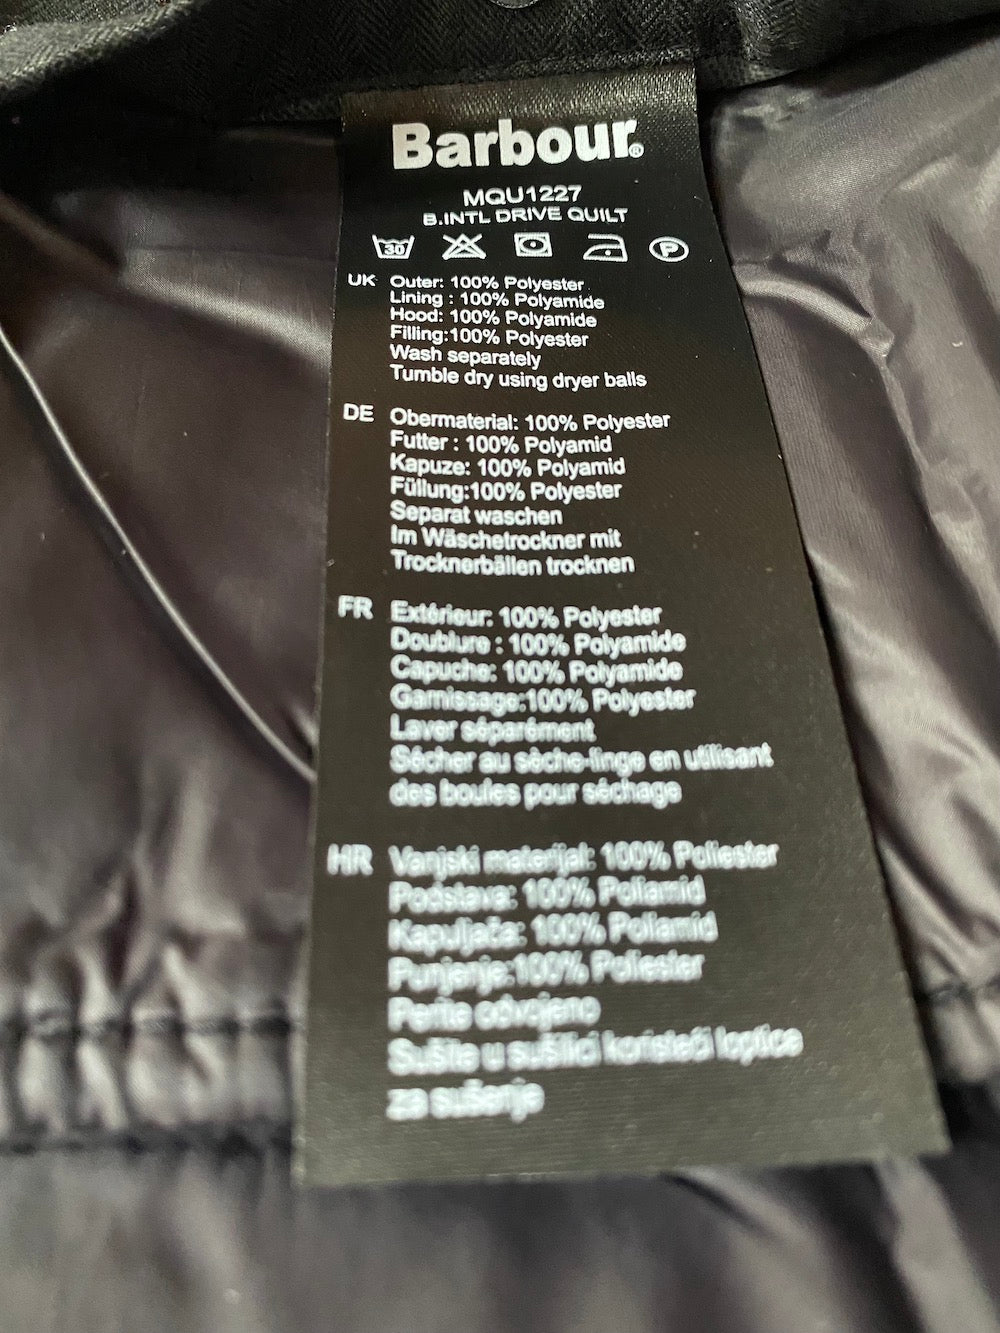 Barbour®
MQU1227
B.INTL DRIVE QUILT
30 P
UK Outer: 100% Polyester
Lining : 100% Polyamide
Hood: 100% Polyamide
Filling:100% Polyester
Wash separately
Tumble dry using dryer balls
DE Obermaterial: 100% Polyester
Futter : 100% Polyamid
Kapuze: 100% Polyamid
Füllung:100% Polyester
Separat waschen
Im Wäschetrockner mit
Trocknerbällen trocknen
FR Extérieur: 100% Polyester
Doublure : 100% Polyamide
Capuche: 100% Polyamide
Garnissage:100% Polyester
Laver séparément
Sécher au sèche-linge en utilisant
des boules pour séchage
HR Vanjski materijal: 100% Poliester
Podstava: 100% Poliamid
Kapuljača: 100% Poliamid
Punjenje:100% Poliester
Perite odvojeno
Sušite u sušilici koristeći loptice
za sušenje